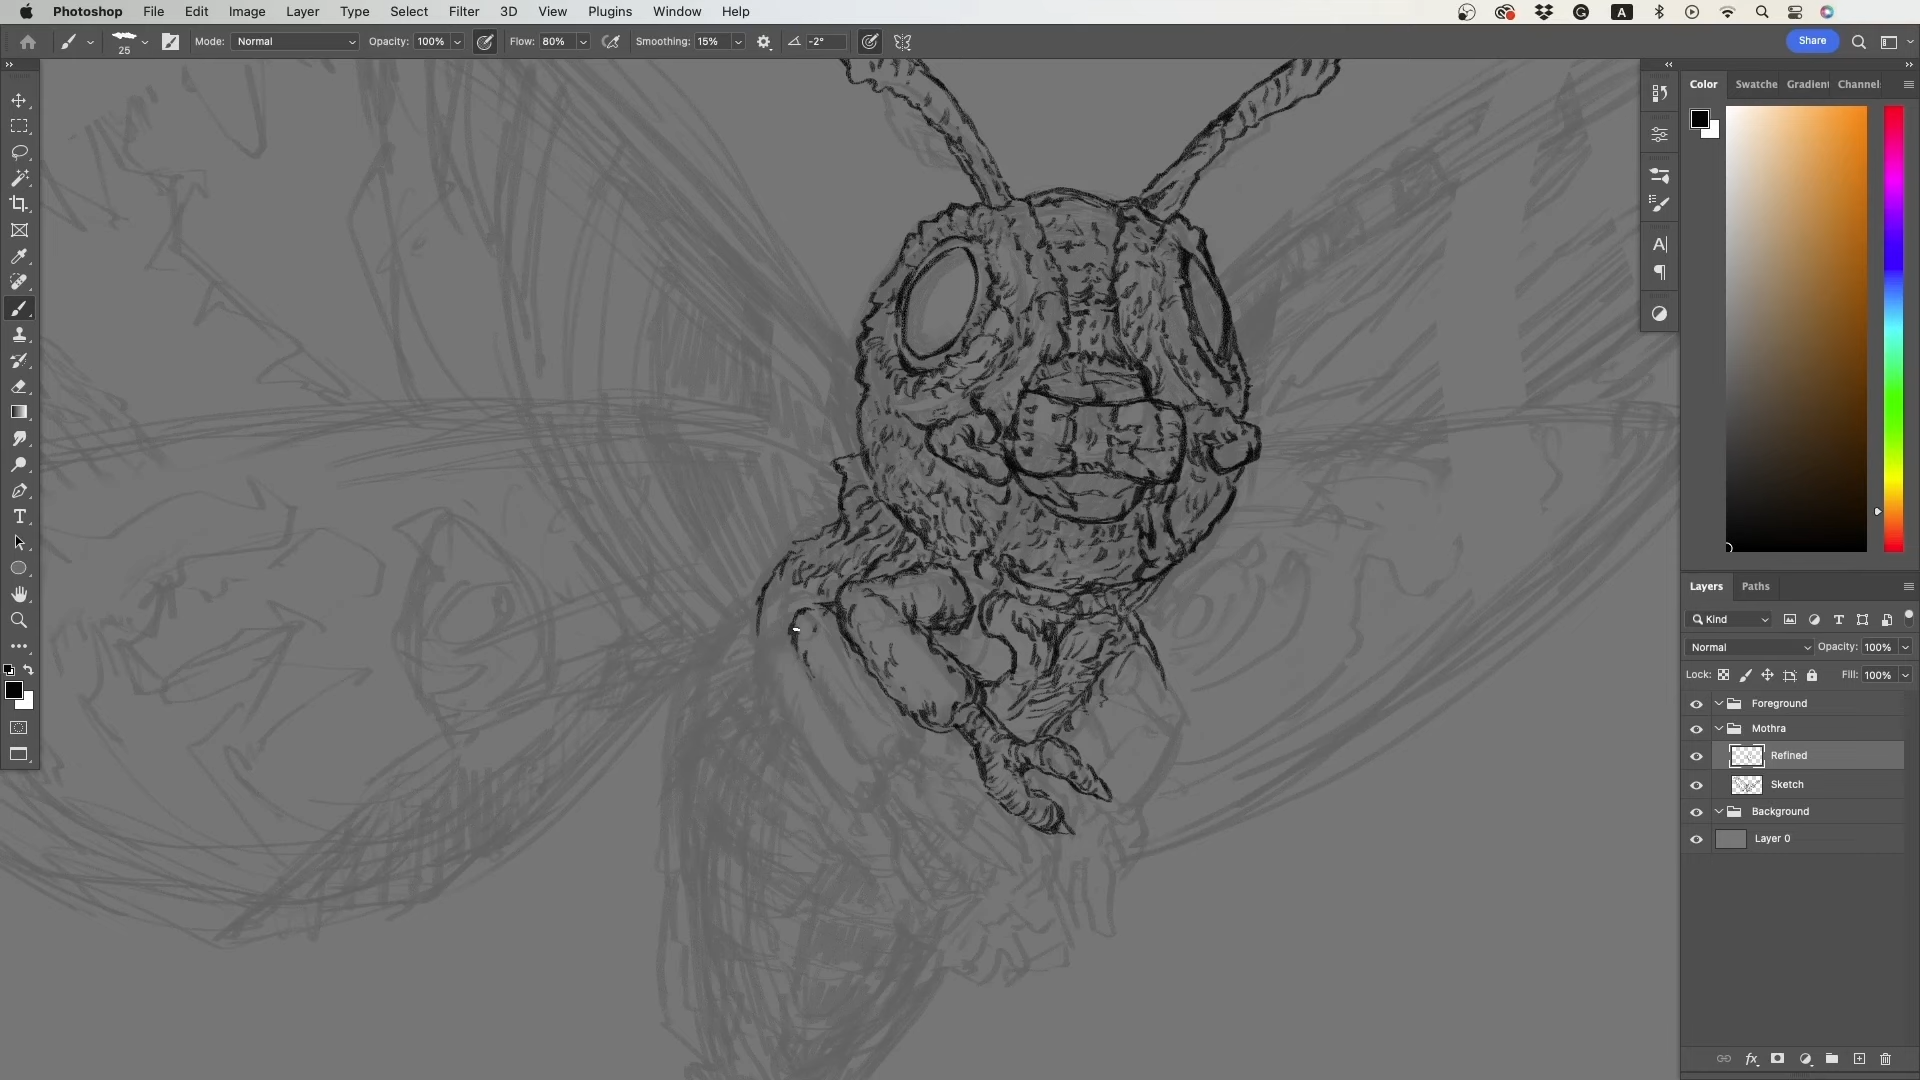 Photoshop File Edit Image Layer Type Select Filter 3D View Plugins Window Help A
25 Mode: Normal Opacity: 100% Flow: 80% Smoothing: 15% -2° Share
Color Swatche Gradient Channel
A|
Layers Paths
Kind
Normal Opacity: 100%
Lock: Fill: 100%
Foreground
Mothra
Refined
Sketch
Background
Layer 0
fx